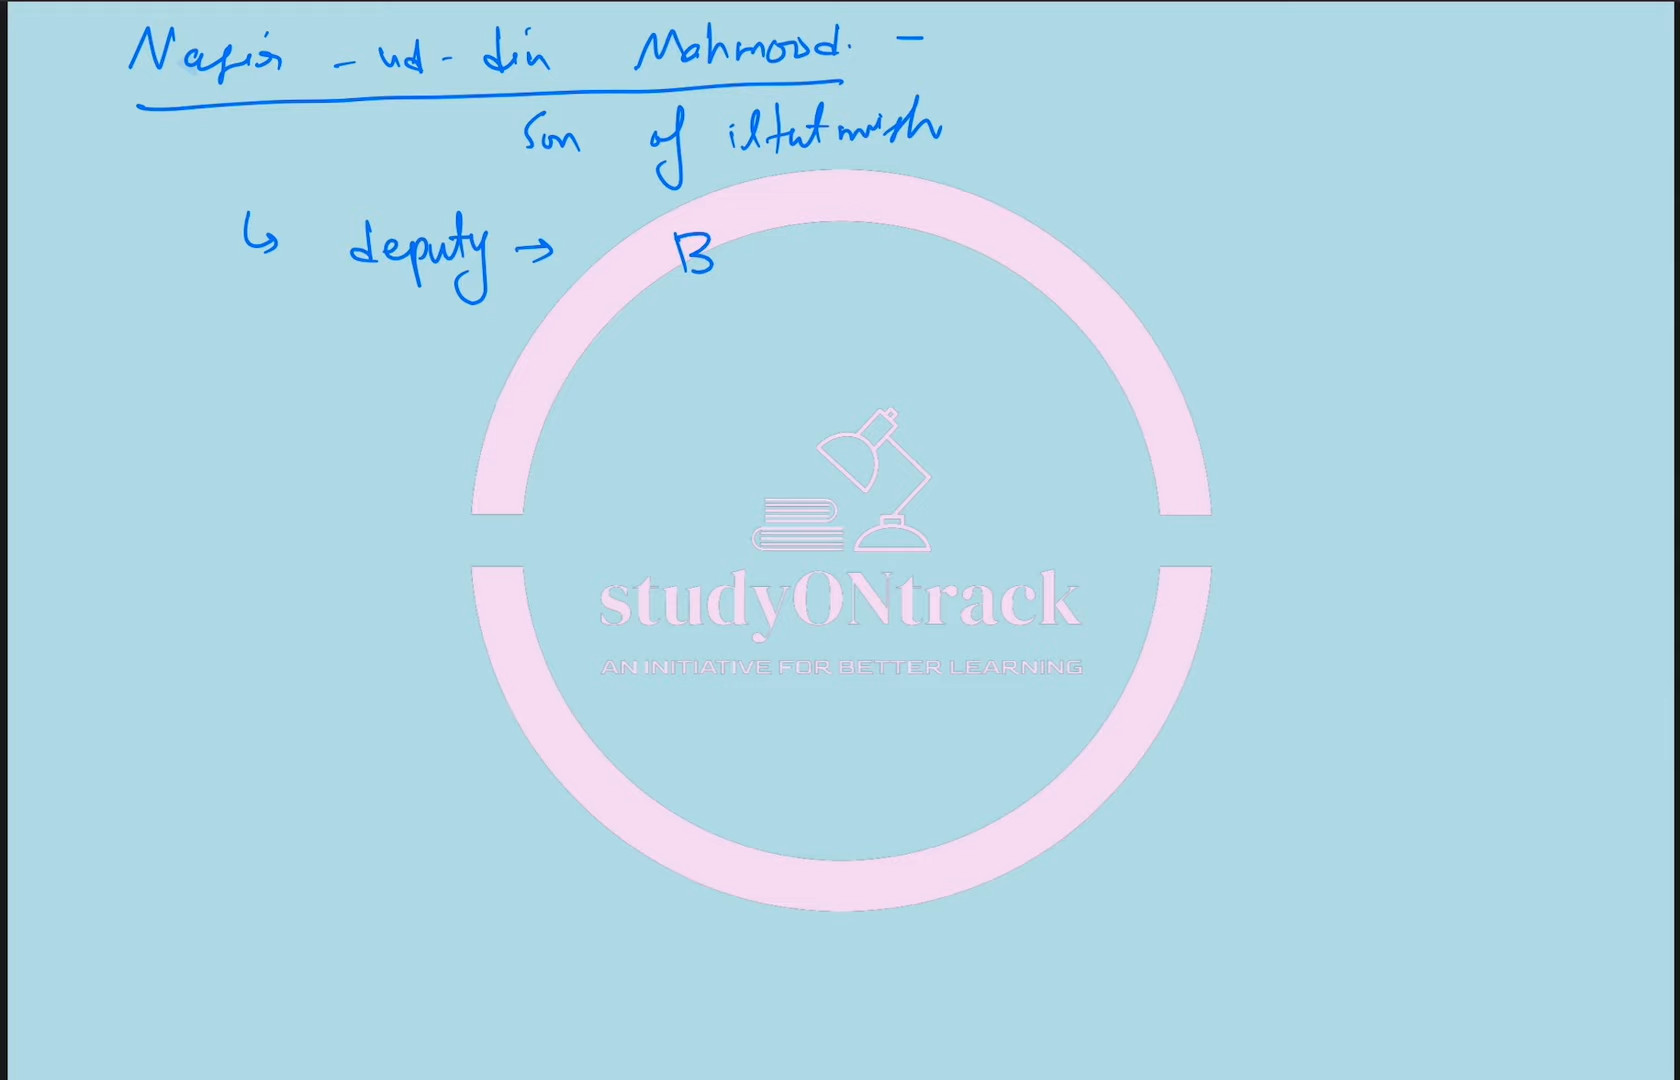 Nasir - ud - din Mahmood. -
Son of iltutmish
↳ deputy → B
studyONtrack
AN INITIATIVE FOR BETTER LEARNING